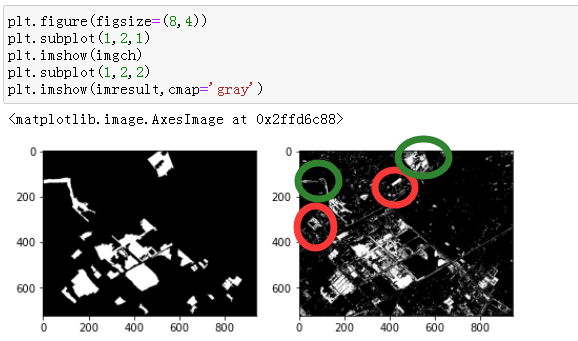 plt.figure(figsize=(8,4))
plt.subplot(1,2,1)
plt.imshow(imgch)
plt.subplot(1,2,2)
plt.imshow(imresult,cmap='gray')
<matplotlib.image.AxesImage at 0x2ffd6c88>
0
200
400
600
0 200 400 600 800
0
200
400
600
0 200 400 600 800